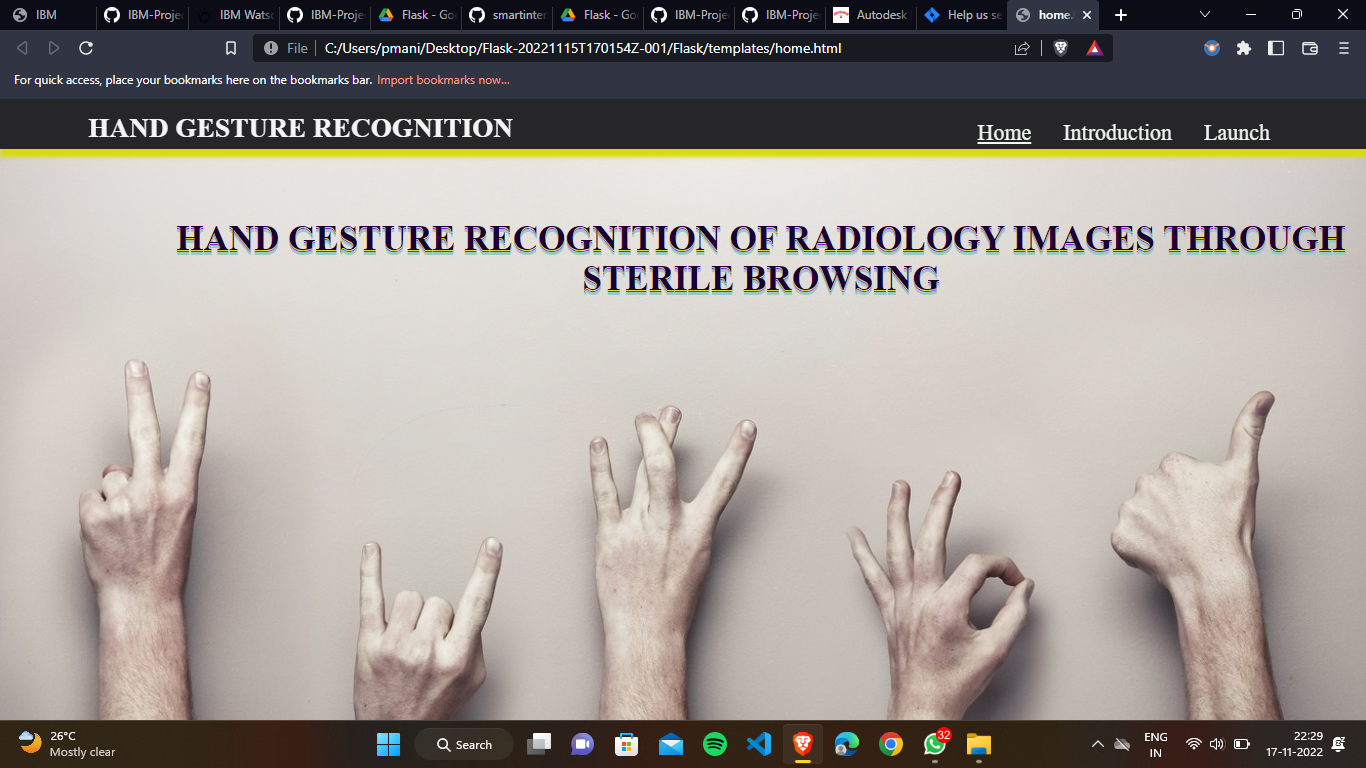 IBM
IBM-Proje
IBM Wats
IBM-Proje
Flask - Go
smartinter
Flask - Go
IBM-Proje
IBM-Proje
Autodesk
Help us se
home.
File
C:/Users/pmani/Desktop/Flask-20221115T170154Z-001/Flask/templates/home.html
For quick access, place your bookmarks here on the bookmarks bar. Import bookmarks now...
HAND GESTURE RECOGNITION
Home
Introduction
Launch
HAND GESTURE RECOGNITION OF RADIOLOGY IMAGES THROUGH
STERILE BROWSING
26°C
Mostly clear
Search
32
ENG
IN
22:29
17-11-2022